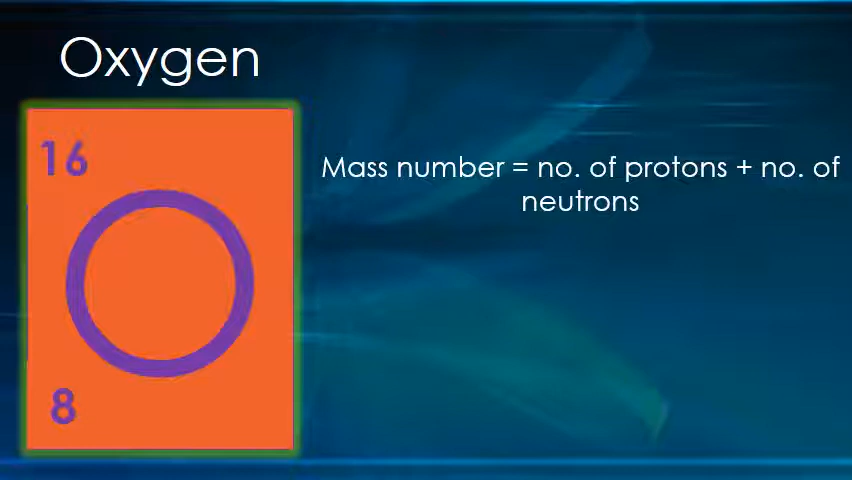 Oxygen
16
Mass number = no. of protons + no. of
neutrons
O
8